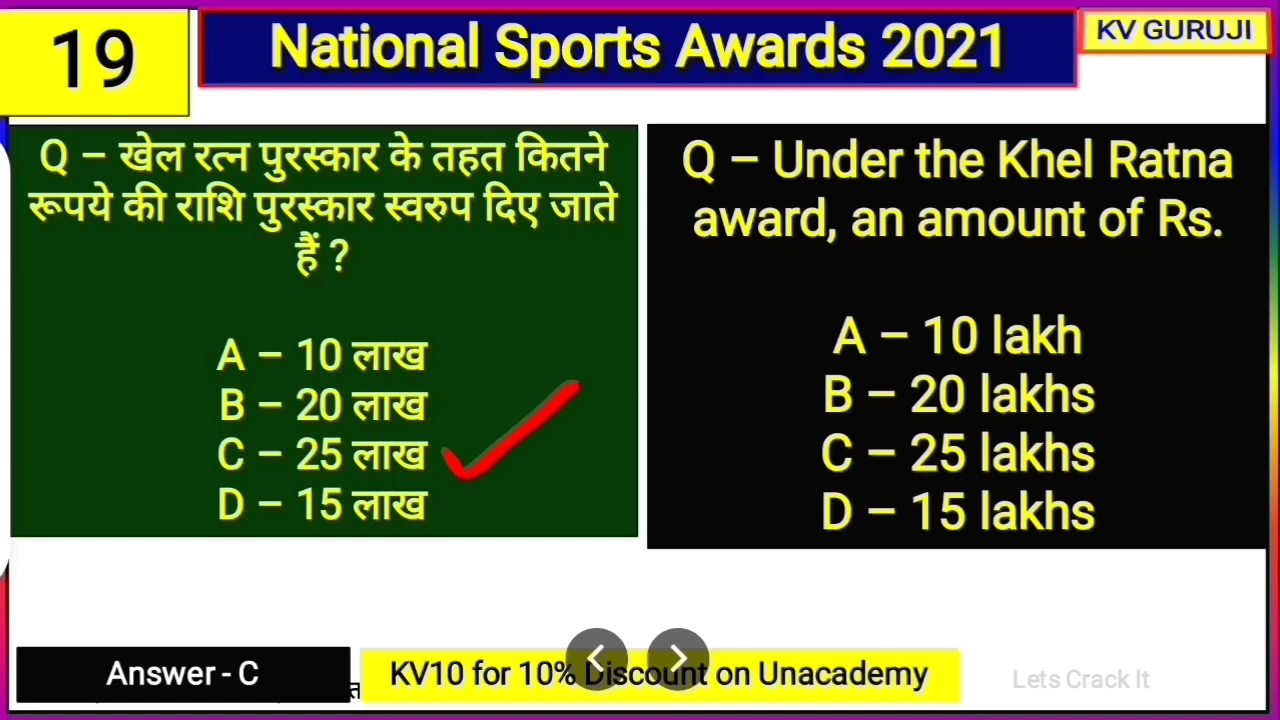 19
National Sports Awards 2021
KV GURUJI
Q – खेल रत्न पुरस्कार के तहत कितने
रूपये की राशि पुरस्कार स्वरुप दिए जाते
हैं ?
A – 10 लाख
B – 20 लाख
C – 25 लाख
D – 15 लाख
Q – Under the Khel Ratna
award, an amount of Rs.
A – 10 lakh
B – 20 lakhs
C – 25 lakhs
D – 15 lakhs
Answer - C
KV10 for 10% Discount on Unacademy
Lets Crack It